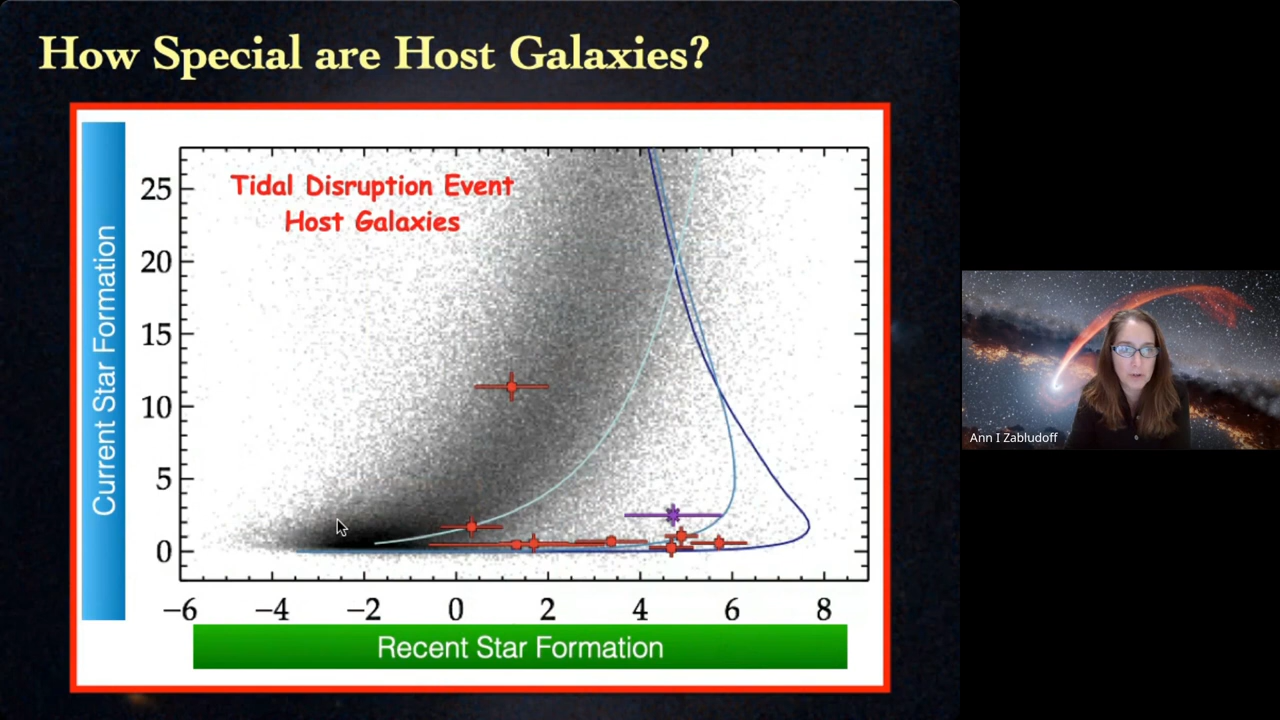 How Special are Host Galaxies?
Tidal Disruption Event
Host Galaxies
Current Star Formation
25
20
15
10
5
0
−6 −4 −2 0 2 4 6 8
Recent Star Formation
Ann I Zabludoff